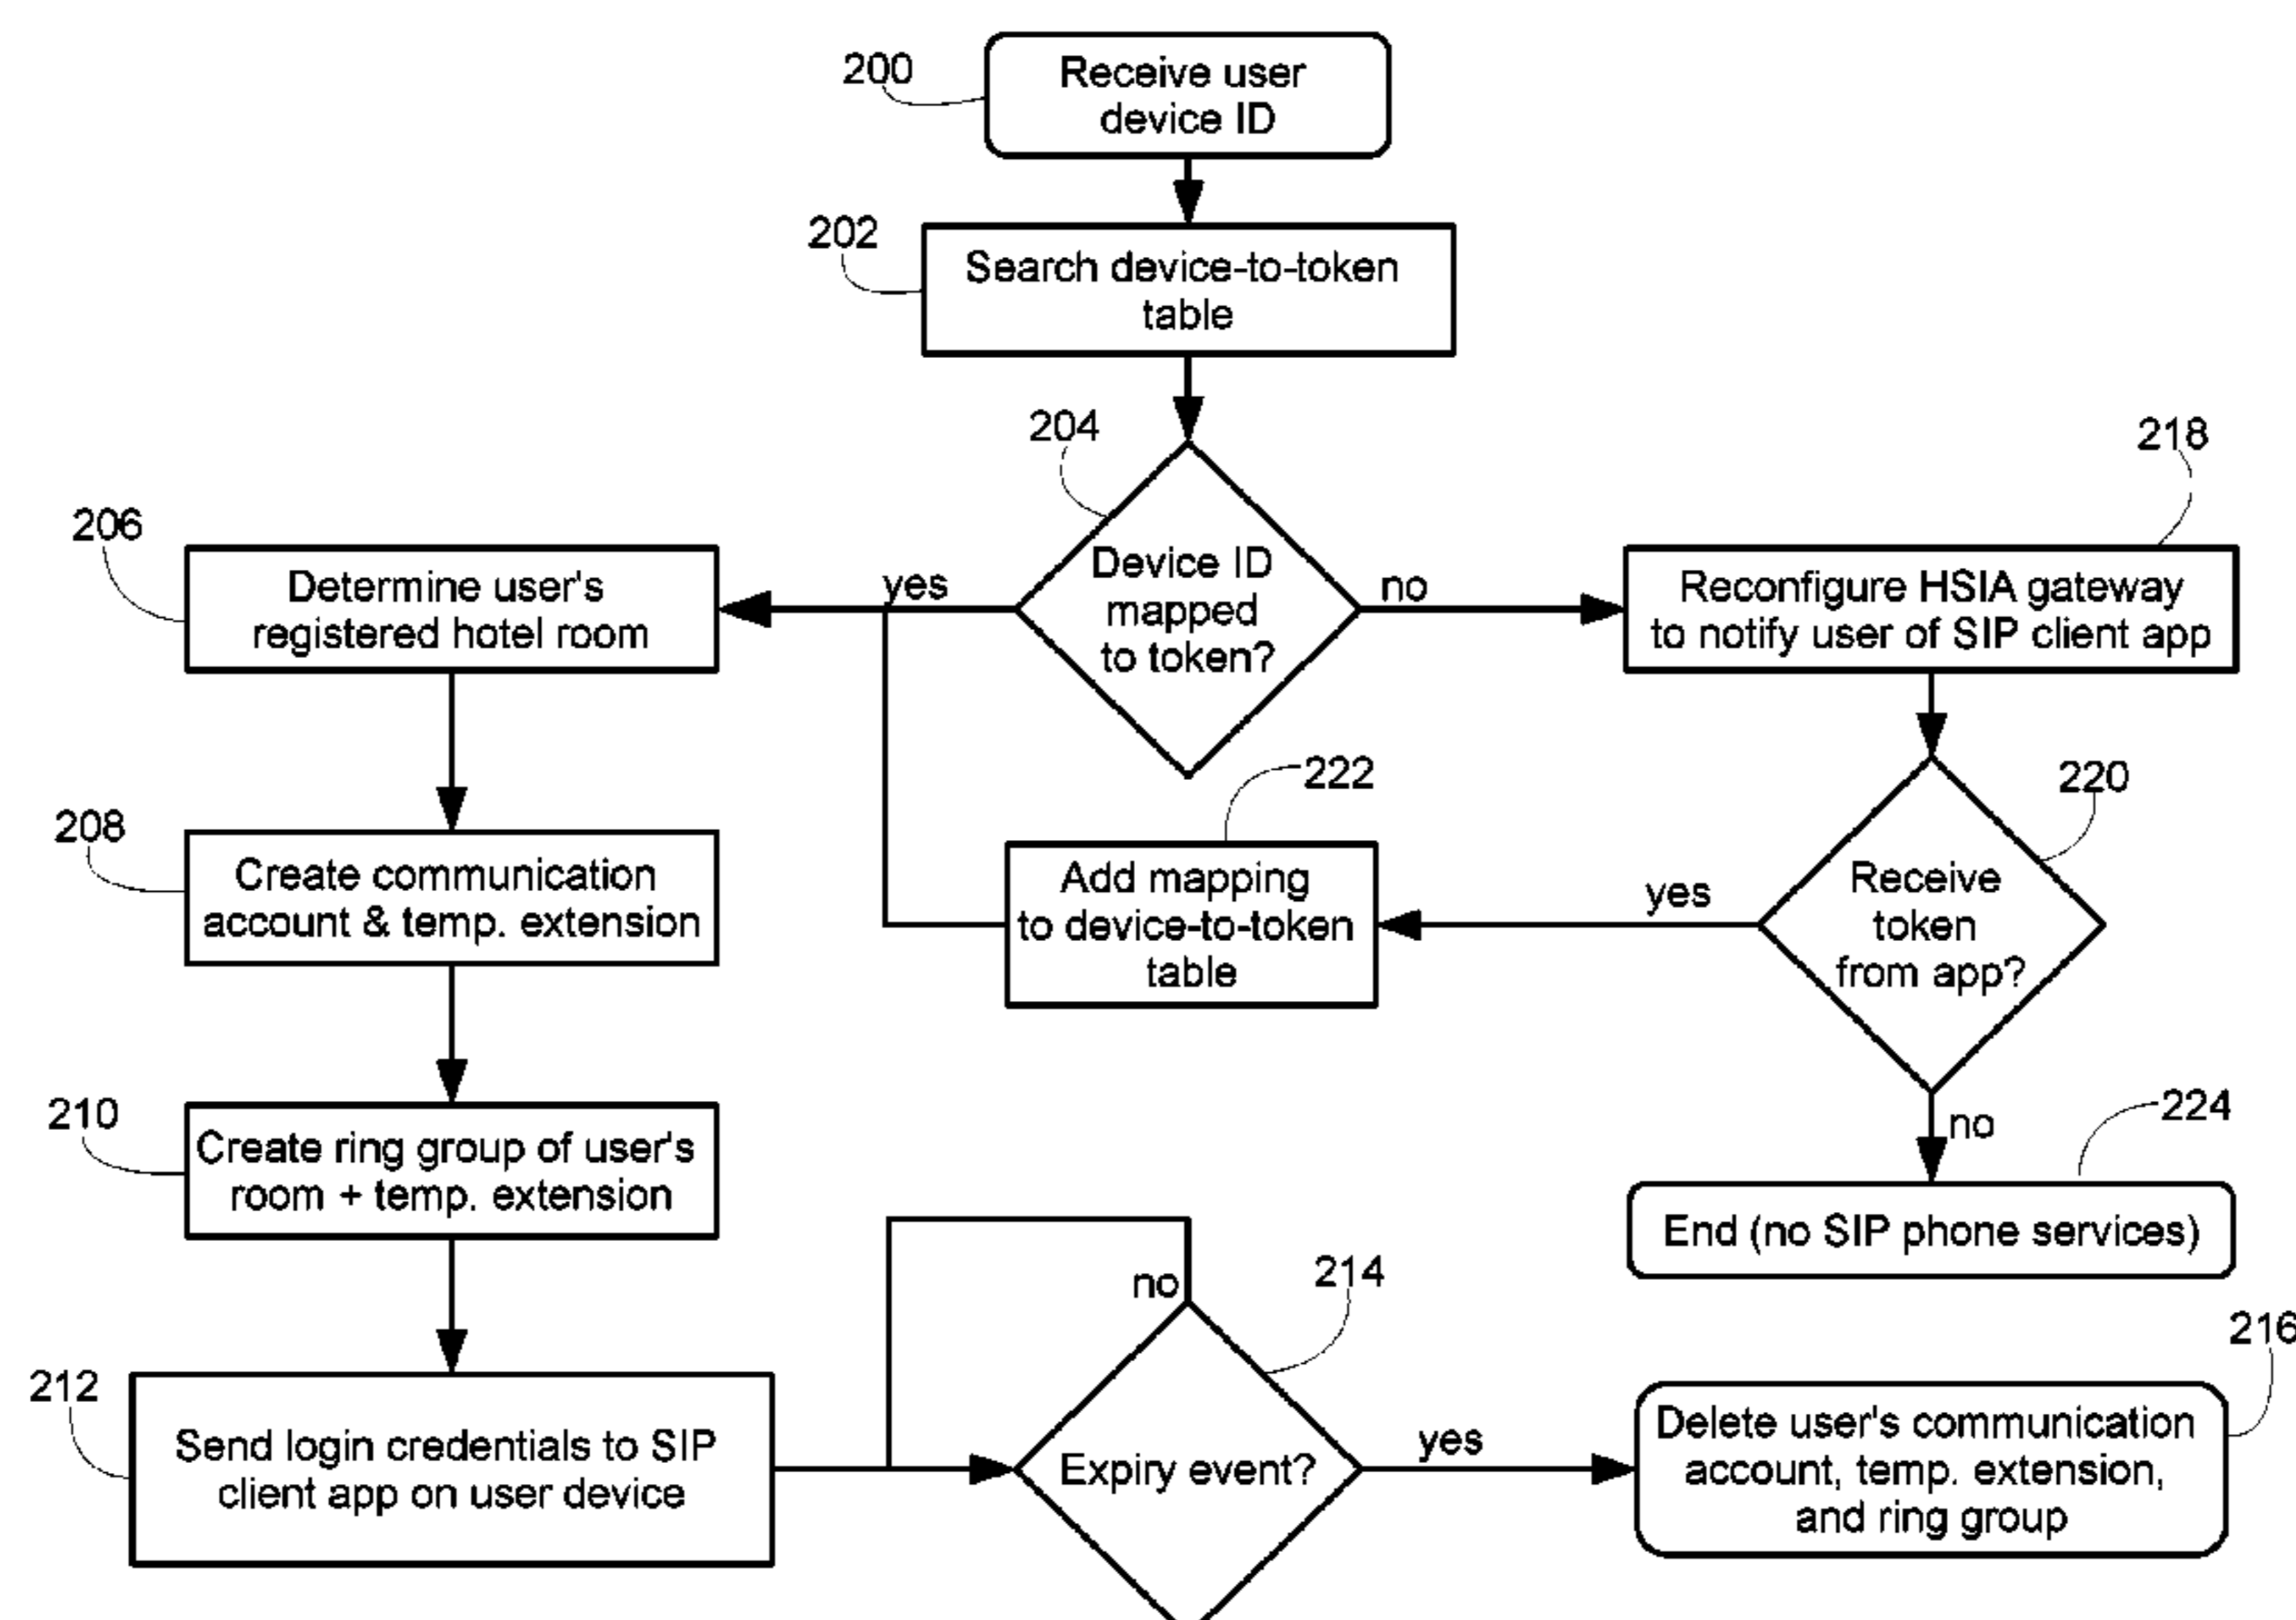 200
Receive user
device ID
202
Search device-to-token
table
204
Device ID
mapped
to token?
yes
no
206
Determine user's
registered hotel room
218
Reconfigure HSIA gateway
to notify user of SIP client app
208
Create communication
account & temp. extension
222
Add mapping
to device-to-token
table
yes
220
Receive
token
from app?
no
210
Create ring group of user's
room + temp. extension
224
End (no SIP phone services)
212
Send login credentials to SIP
client app on user device
no
214
Expiry event?
yes
216
Delete user's communication
account, temp. extension,
and ring group